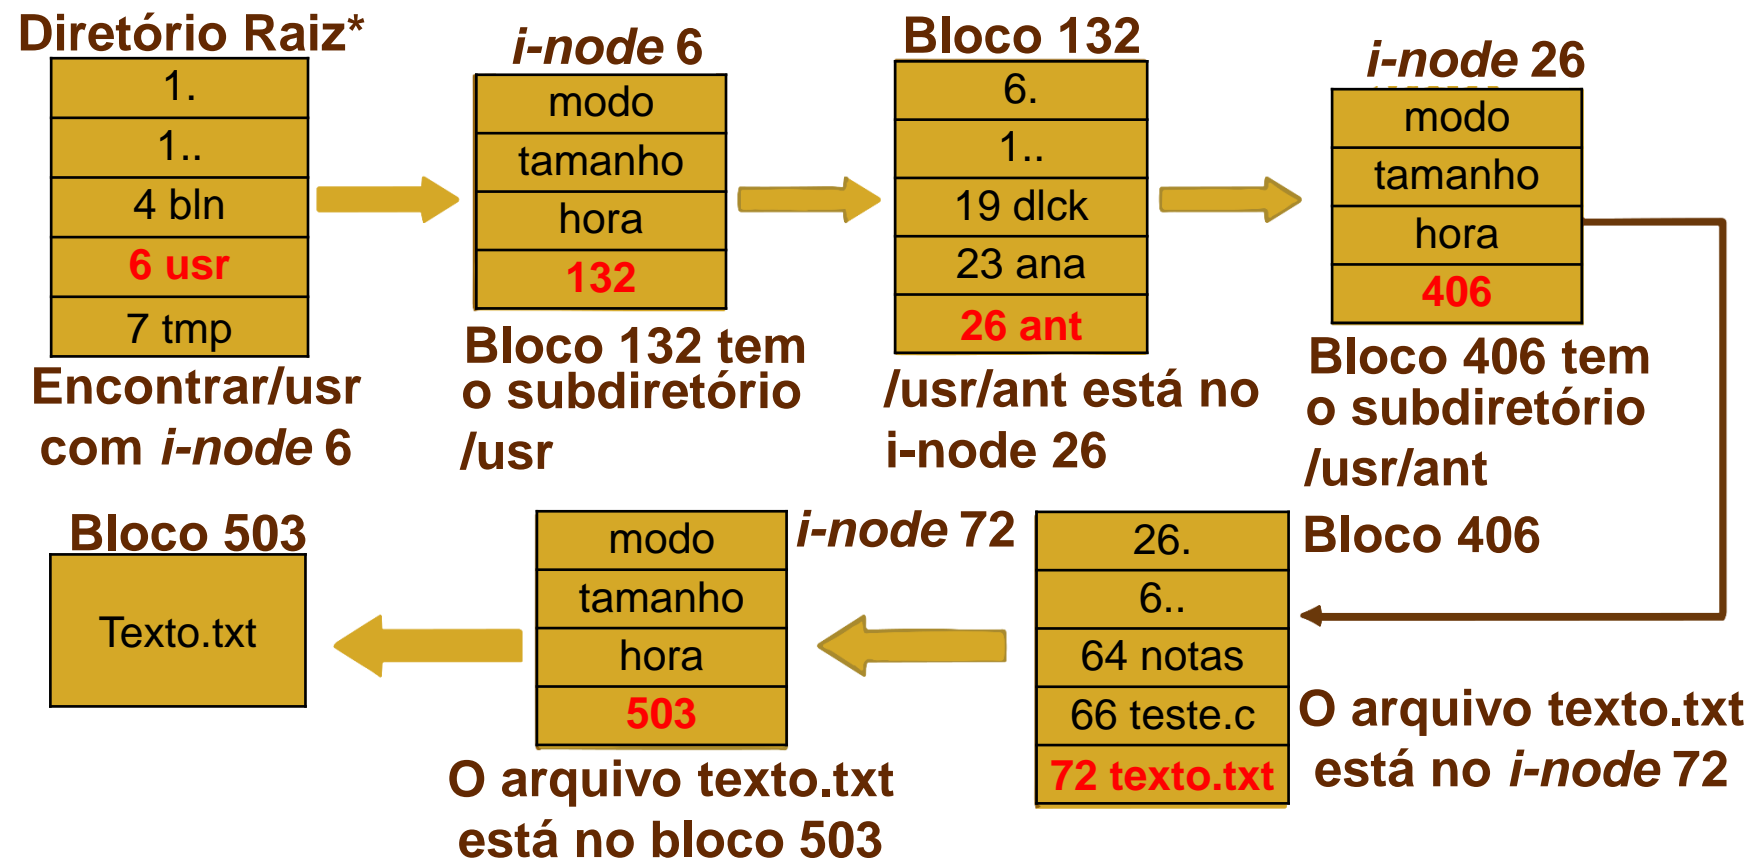 Diretório Raiz*
1.
1..
4 bln
6 usr
7 tmp
Encontrar/usr
com i-node 6
i-node 6
modo
tamanho
hora
132
Bloco 132 tem
o subdiretório
/usr
Bloco 132
6.
1..
19 dlck
23 ana
26 ant
/usr/ant está no
i-node 26
i-node 26
modo
tamanho
hora
406
Bloco 406 tem
o subdiretório
/usr/ant
Bloco 406
26.
6..
64 notas
66 teste.c
72 texto.txt
O arquivo texto.txt
está no i-node 72
i-node 72
modo
tamanho
hora
503
O arquivo texto.txt
está no bloco 503
Bloco 503
Texto.txt